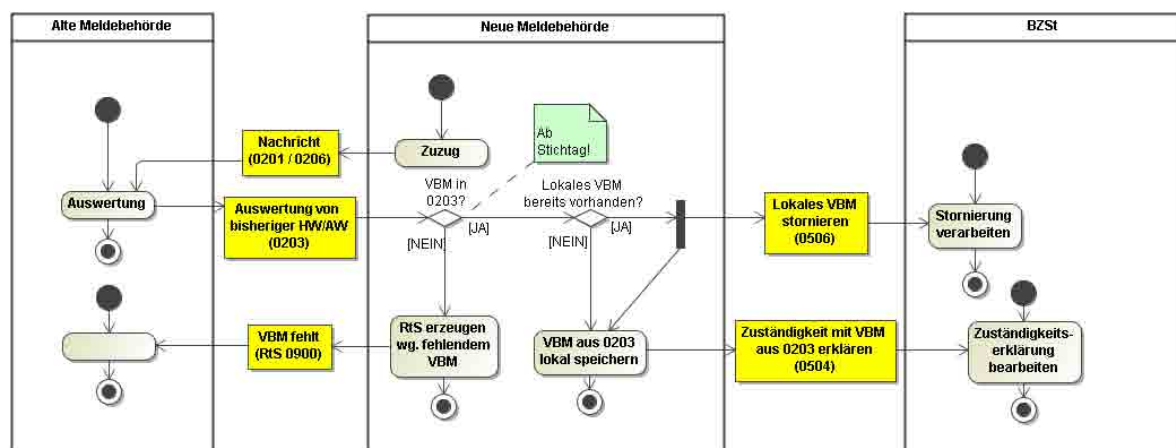 Alte Meldebehörde
Neue Meldebehörde
BZSt
Nachricht
(0201 / 0206)
Zuzug
Ab
Stichtag!
Auswertung
Auswertung von
bisheriger HW/AW
(0203)
VBM in
0203?
[JA]
[NEIN]
Lokales VBM
bereits vorhanden?
[JA]
[NEIN]
Lokales VBM
stornieren
(0506)
Stornierung
verarbeiten
VBM fehlt
(RtS 0900)
RtS erzeugen
wg. fehlendem
VBM
VBM aus 0203
lokal speichern
Zuständigkeit mit VBM
aus 0203 erklären
(0504)
Zuständigkeits-
erklärung
bearbeiten